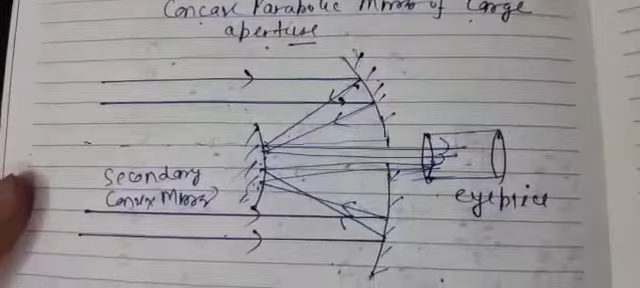 Concave Parabolic Mirror of Large
aperture
Secondary
Convex Mirror
eyepiece